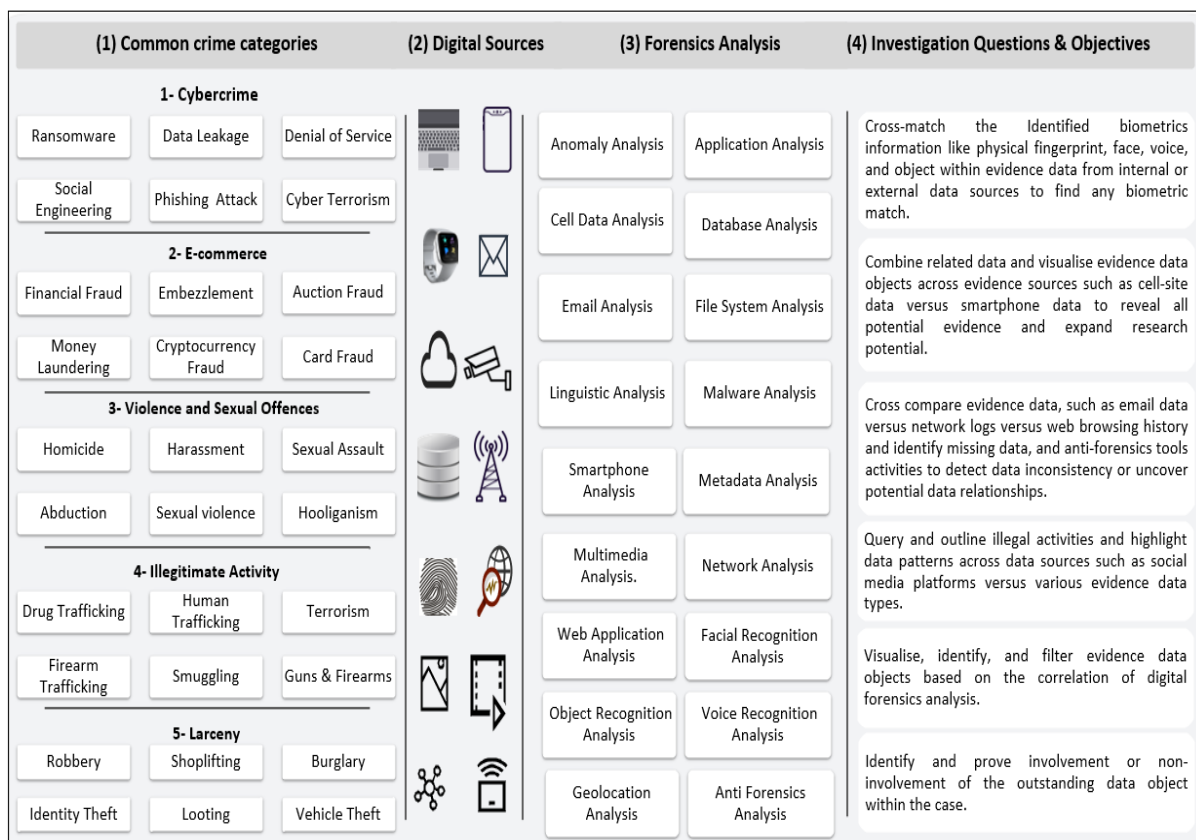 (1) Common crime categories
(2) Digital Sources
(3) Forensics Analysis
(4) Investigation Questions & Objectives
1- Cybercrime
Ransomware
Data Leakage
Denial of Service
Social
Engineering
Phishing Attack
Cyber Terrorism
2- E-commerce
Financial Fraud
Embezzlement
Auction Fraud
Money
Laundering
Cryptocurrency
Fraud
Card Fraud
3- Violence and Sexual Offences
Homicide
Harassment
Sexual Assault
Abduction
Sexual violence
Hooliganism
4- Illegitimate Activity
Drug Trafficking
Human
Trafficking
Terrorism
Firearm
Trafficking
Smuggling
Guns & Firearms
5- Larceny
Robbery
Shoplifting
Burglary
Identity Theft
Looting
Vehicle Theft
Anomaly Analysis
Application Analysis
Cell Data Analysis
Database Analysis
Email Analysis
File System Analysis
Linguistic Analysis
Malware Analysis
Smartphone
Analysis
Metadata Analysis
Multimedia
Analysis.
Network Analysis
Web Application
Analysis
Facial Recognition
Analysis
Object Recognition
Analysis
Voice Recognition
Analysis
Geolocation
Analysis
Anti Forensics
Analysis
Cross-match the Identified biometrics
information like physical fingerprint, face, voice,
and object within evidence data from internal or
external data sources to find any biometric
match.
Combine related data and visualise evidence data
objects across evidence sources such as cell-site
data versus smartphone data to reveal all
potential evidence and expand research
potential.
Cross compare evidence data, such as email data
versus network logs versus web browsing history
and identify missing data, and anti-forensics tools
activities to detect data inconsistency or uncover
potential data relationships.
Query and outline illegal activities and highlight
data patterns across data sources such as social
media platforms versus various evidence data
types.
Visualise, identify, and filter evidence data
objects based on the correlation of digital
forensics analysis.
Identify and prove involvement or non-
involvement of the outstanding data object
within the case.